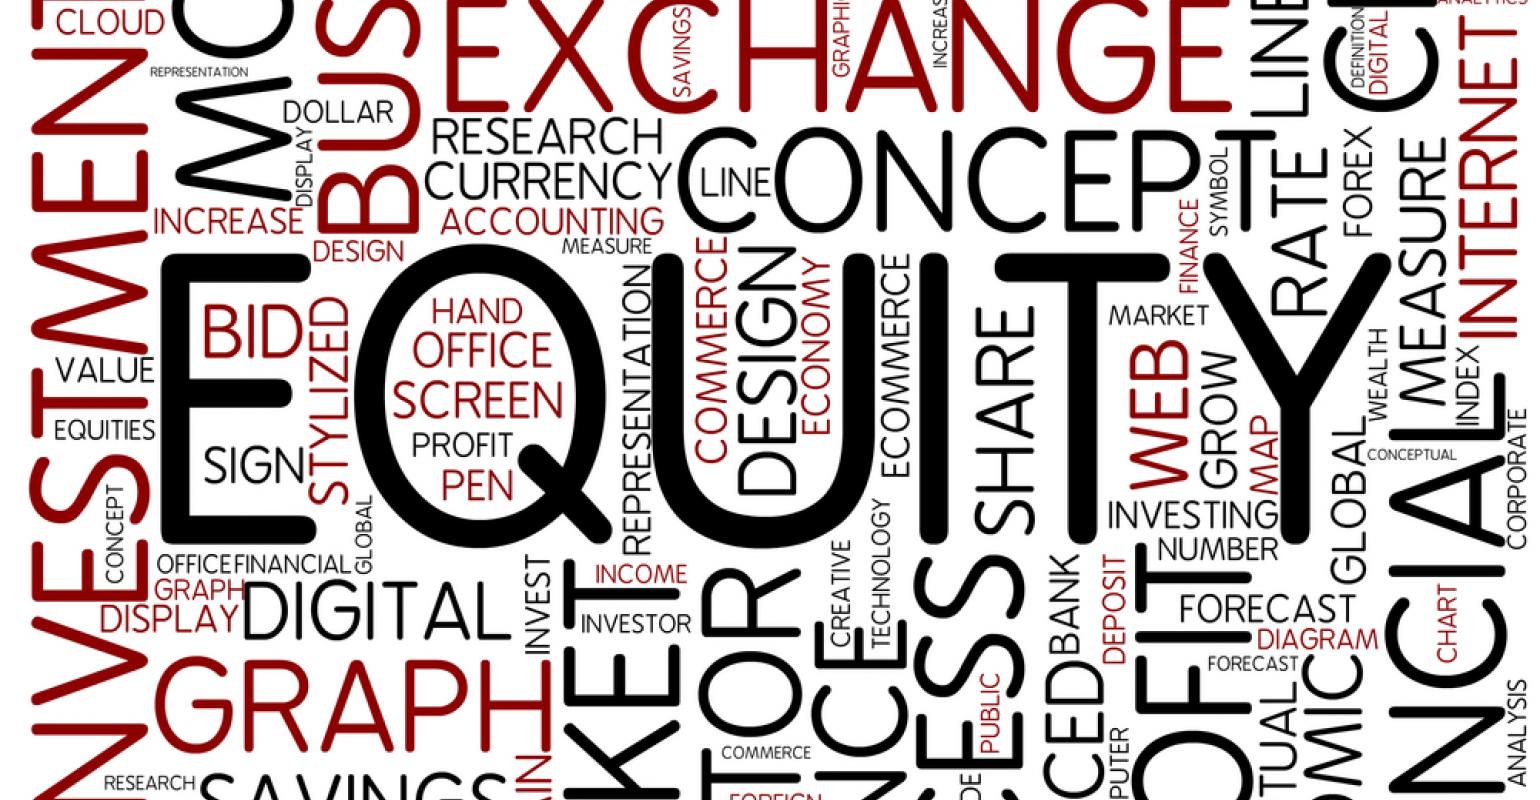 CLOUD
REPRESENTATION
DOLLAR
DISPLAY
INCREASE
DESIGN
BUS
EXCHANGE
SAVINGS
GRAPHI
INCREAS
RESEARCH
CURRENCY
ACCOUNTING
MEASURE
CONCEPT
LINE
SYMBOL
FINANCE
LINE
DEFINITION
DIGITAL
RATE
FOREX
MEASURE
INTERNET
INVESTMENT
VALUE
EQUITIES
CONCEPT
EQUITY
BID
SIGN
STYLIZED
HAND
OFFICE
SCREEN
PROFIT
PEN
REPRESENTATION
COMMERCE
DESIGN
ECONOMY
ECOMMERCE
SHARE
MARKET
WEB
GROW
MAP
WEALTH
INDEX
CONCEPTUAL
GLOBAL
CORPORATE
INVESTING
NUMBER
OFFICE
FINANCIAL
GLOBAL
GRAPH
DISPLAY
DIGITAL
INVEST
INCOME
INVESTOR
KET
TOR
CREATIVE
TECHNOLOGY
NCE
ESS
PUBLIC
BANK
DEPOSIT
CED
OFIT
FORECAST
DIAGRAM
FORECAST
CHART
NCIAL
GRAPH
COMMERCE
PUTER
TUAL
OMIC
ANALYSIS
RESEARCH
SAVINGS
IN
FOREIGN
DE